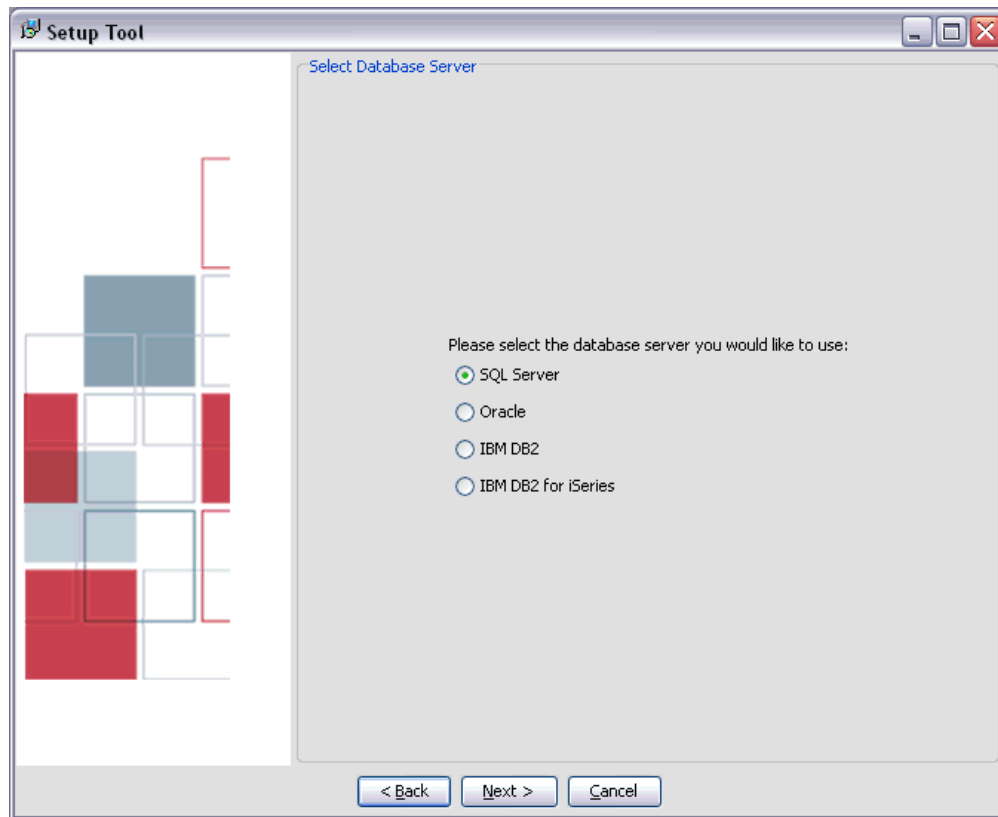 Setup Tool
Select Database Server
Please select the database server you would like to use:
SQL Server
Oracle
IBM DB2
IBM DB2 for iSeries
< Back
Next >
Cancel